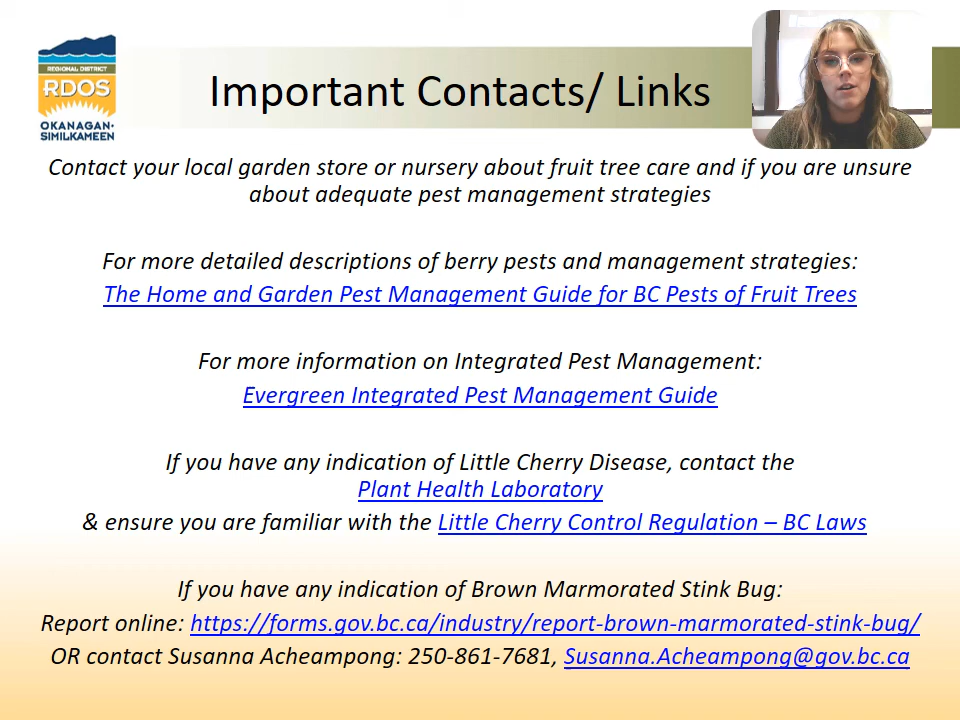 REGIONAL DISTRICT
RDOS
OKANAGAN-
SIMILKAMEEN
Important Contacts/ Links
Contact your local garden store or nursery about fruit tree care and if you are unsure
about adequate pest management strategies
For more detailed descriptions of berry pests and management strategies:
The Home and Garden Pest Management Guide for BC Pests of Fruit Trees
For more information on Integrated Pest Management:
Evergreen Integrated Pest Management Guide
If you have any indication of Little Cherry Disease, contact the
Plant Health Laboratory
& ensure you are familiar with the Little Cherry Control Regulation – BC Laws
If you have any indication of Brown Marmorated Stink Bug:
Report online: https://forms.gov.bc.ca/industry/report-brown-marmorated-stink-bug/
OR contact Susanna Acheampong: 250-861-7681, Susanna.Acheampong@gov.bc.ca